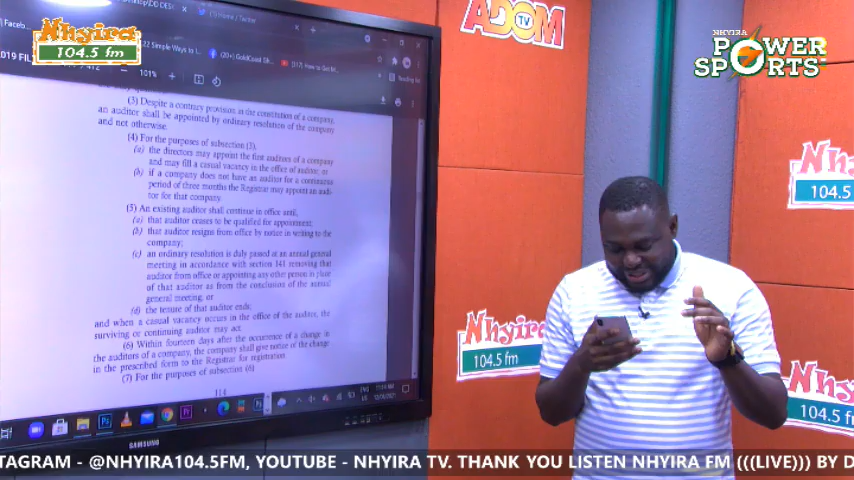 Nhyira
104.5 fm
Faceb
Home / Twitter
22 Simple Ways to
(20+) GoldCoast
How to Get M
101%
Reading list
(3) Despite a contrary provision in the constitution of a company,
an auditor shall be appointed by ordinary resolution of the company
and not otherwise.
(4) For the purposes of subsection (3),
(a) the directors may appoint the first auditors of a company
and may fill a casual vacancy in the office of auditor; or
(b) if a company does not have an auditor for a continuous
period of three months the Registrar may appoint an audi-
tor for that company.
(5) An existing auditor shall continue in office until,
(a) that auditor ceases to be qualified for appointment;
(b) that auditor resigns from office by notice in writing to the
company;
(c) an ordinary resolution is duly passed at an annual general
meeting in accordance with section 141 removing that
auditor from office or appointing any other person in place
of that auditor as from the conclusion of the annual
general meeting, or
(d) the tenure of that auditor ends;
and when a casual vacancy occurs in the office of the auditor, the
surviving or continuing auditor may act.
(6) Within fourteen days after the occurrence of a change in
the auditors of a company, the company shall give notice of the change
in the prescribed form to the Registrar for registration.
(7) For the purposes of subsection (6)
114
ENG
SAMSUNG
ADOM
TV
NHYIRA
POWER
SPORTS
Nhyi
104.5
Nhyira
104.5 fm
Nhyi
104.5 f
TAGRAM - @NHYIRA104.5FM, YOUTUBE - NHYIRA TV. THANK YOU LISTEN NHYIRA FM (((LIVE))) BY D